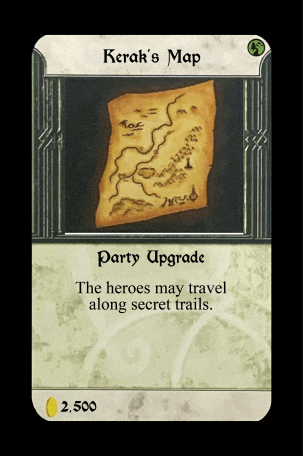 Kerak's Map
Party Upgrade
The heroes may travel
along secret trails.
2,500